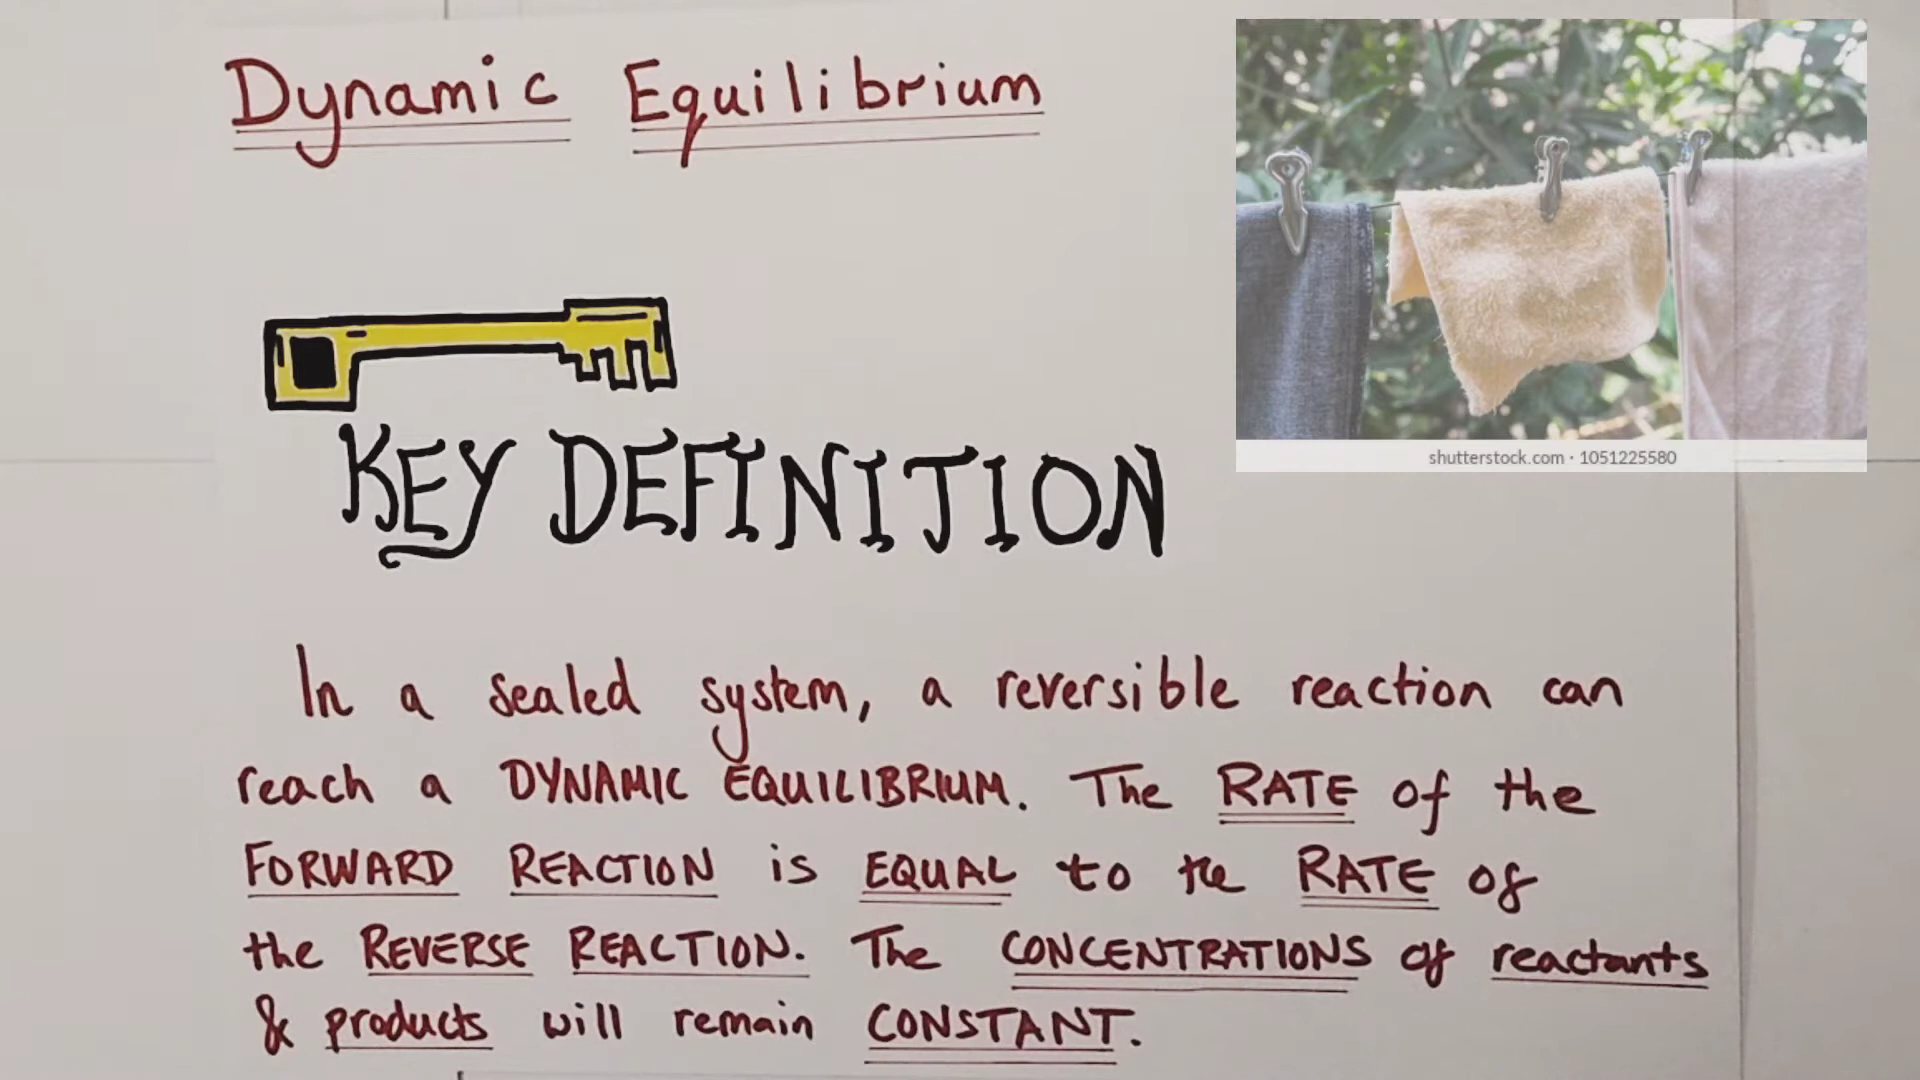 Dynamic Equilibrium
shutterstock.com · 1051225580
KEY DEFINITION
In a sealed system, a reversible reaction can
reach a DYNAMIC EQUILIBRIUM. The RATE of the
FORWARD REACTION is EQUAL to the RATE of
the REVERSE REACTION. The CONCENTRATIONS of reactants
& products will remain CONSTANT.